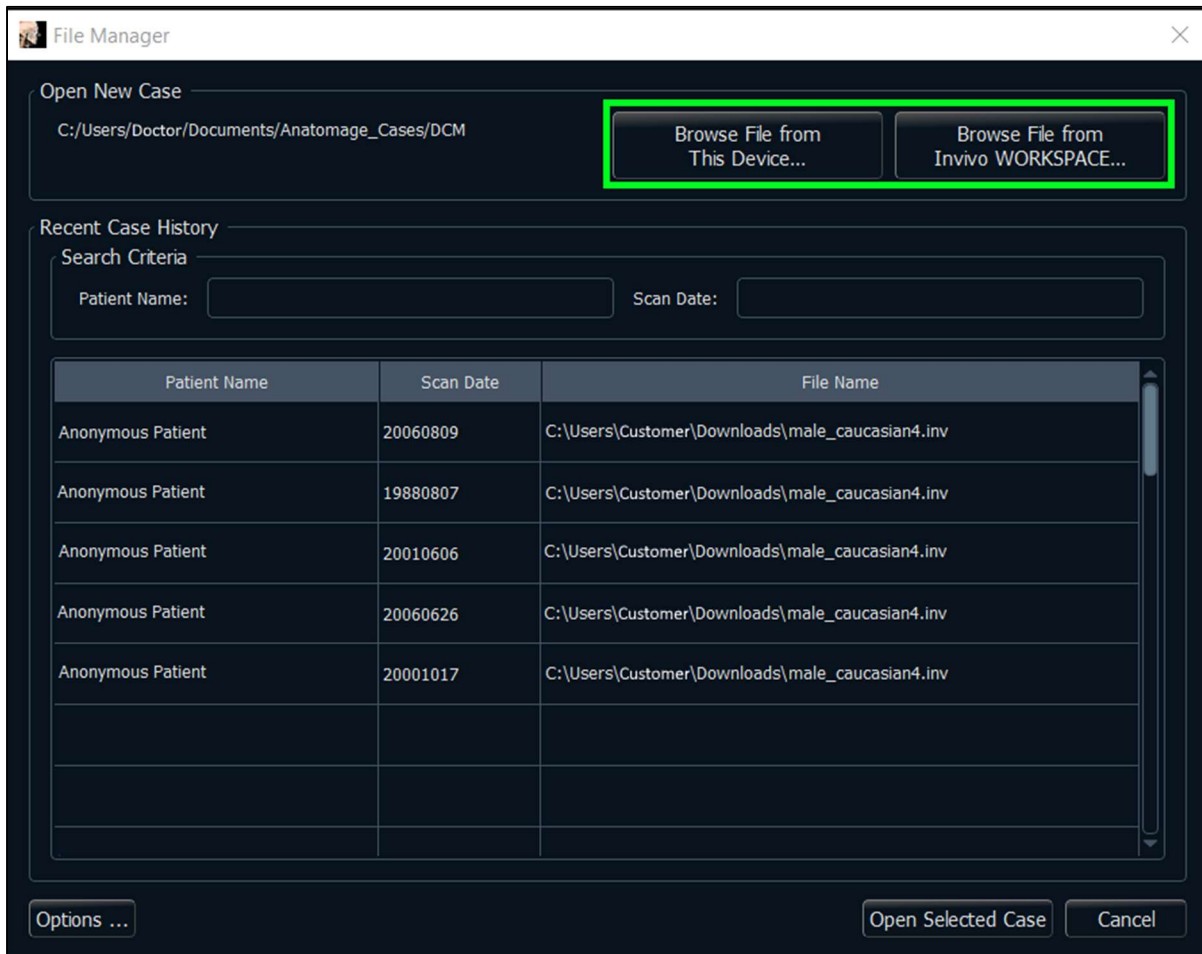 File Manager
Open New Case
C:/Users/Doctor/Documents/Anatomage_Cases/DCM
Browse File from
This Device...
Browse File from
Invivo WORKSPACE...
Recent Case History
Search Criteria
Patient Name:
Scan Date:
Patient Name Scan Date File Name
Anonymous Patient 20060809 C:\Users\Customer\Downloads\male_caucasian4.inv
Anonymous Patient 19880807 C:\Users\Customer\Downloads\male_caucasian4.inv
Anonymous Patient 20010606 C:\Users\Customer\Downloads\male_caucasian4.inv
Anonymous Patient 20060626 C:\Users\Customer\Downloads\male_caucasian4.inv
Anonymous Patient 20001017 C:\Users\Customer\Downloads\male_caucasian4.inv
Options ...
Open Selected Case
Cancel